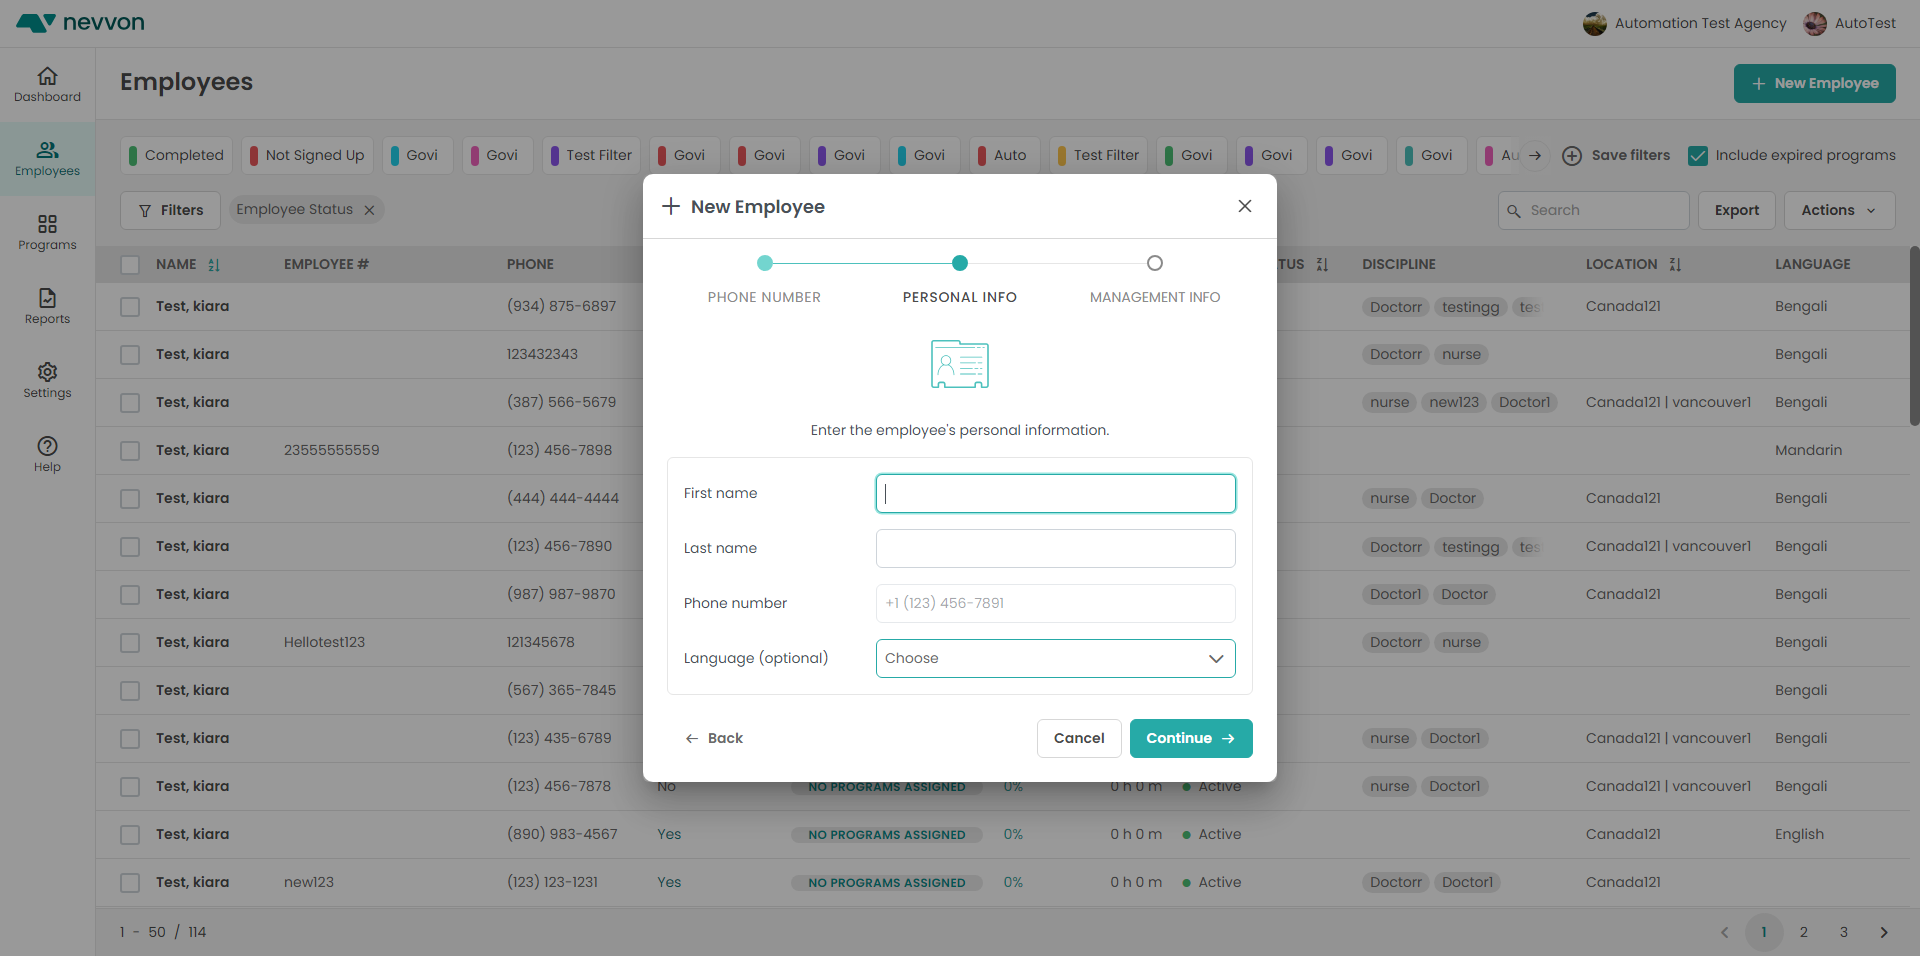 nevvon
Automation Test Agency
AutoTest
Dashboard
Employees
Programs
Reports
Settings
Help
Employees
New Employee
Completed
Not Signed Up
Govi
Govi
Test Filter
Govi
Govi
Govi
Govi
Auto
Test Filter
Govi
Govi
Govi
Govi
Au
Save filters
Include expired programs
Filters
Employee Status
Search
Export
Actions
NAME EMPLOYEE # PHONE TUS DISCIPLINE LOCATION LANGUAGE
Test, kiara (934) 875-6897 Doctorr testingg tes Canada121 Bengali
Test, kiara 123432343 Doctorr nurse Bengali
Test, kiara (387) 566-5679 nurse new123 Doctor1 Canada121 | vancouver1 Bengali
Test, kiara 23555555559 (123) 456-7898 Mandarin
Test, kiara (444) 444-4444 nurse Doctor Canada121 Bengali
Test, kiara (123) 456-7890 Doctorr testingg tes Canada121 | vancouver1 Bengali
Test, kiara (987) 987-9870 Doctor1 Doctor Canada121 Bengali
Test, kiara Hellotest123 121345678 Doctorr nurse Bengali
Test, kiara (567) 365-7845 Bengali
Test, kiara (123) 435-6789 nurse Doctor1 Canada121 | vancouver1 Bengali
Test, kiara (123) 456-7878 No NO PROGRAMS ASSIGNED 0% 0 h 0 m Active nurse Doctor1 Canada121 | vancouver1 Bengali
Test, kiara (890) 983-4567 Yes NO PROGRAMS ASSIGNED 0% 0 h 0 m Active Canada121 English
Test, kiara new123 (123) 123-1231 Yes NO PROGRAMS ASSIGNED 0% 0 h 0 m Active Doctorr Doctor1 Canada121
1 - 50 / 114
1 2 3
New Employee
PHONE NUMBER
PERSONAL INFO
MANAGEMENT INFO
Enter the employee's personal information.
First name
Last name
Phone number +1 (123) 456-7891
Language (optional) Choose
Back
Cancel
Continue